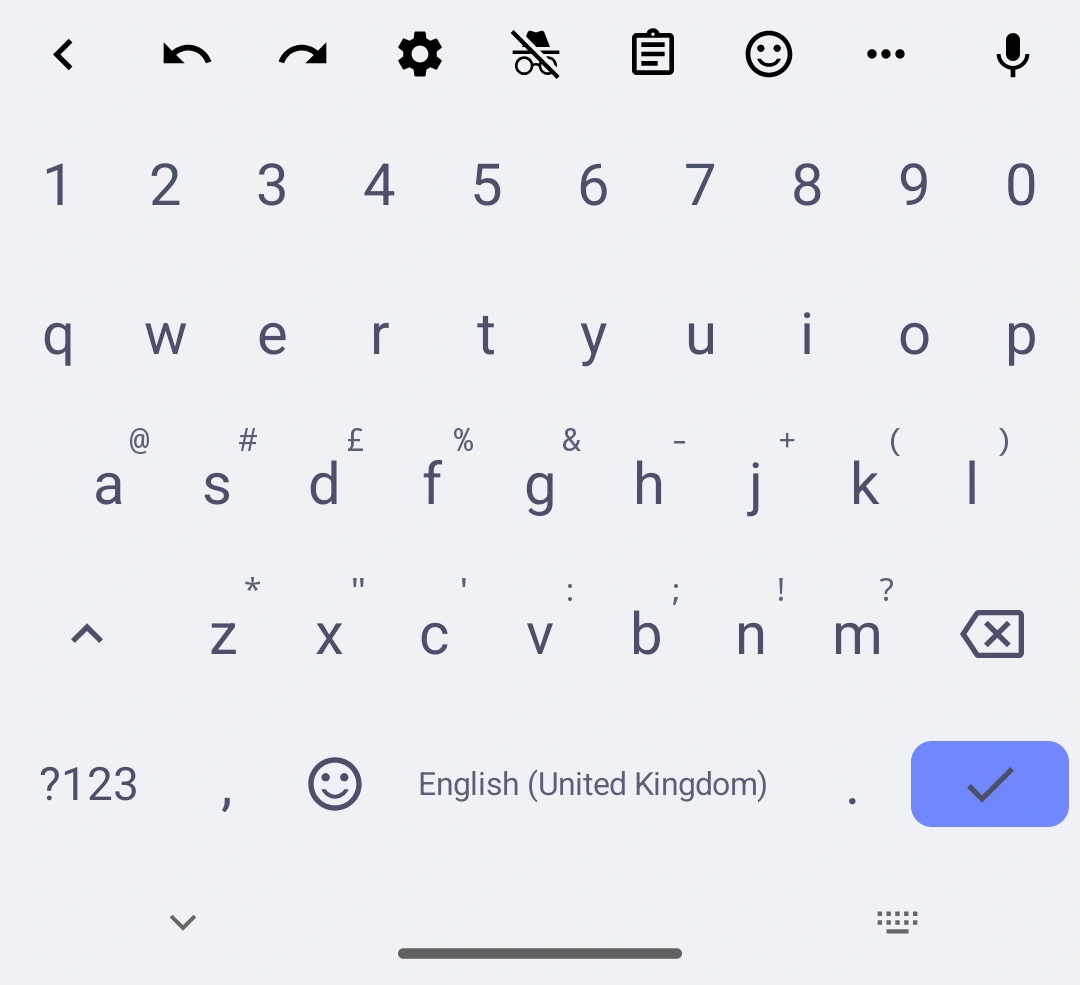 1 2 3 4 5 6 7 8 9 0
q w e r t y u i o p
@ # £ % & - + ( )
a s d f g h j k l
* " ' : ; ! ?
z x c v b n m
?123 , English (United Kingdom) .